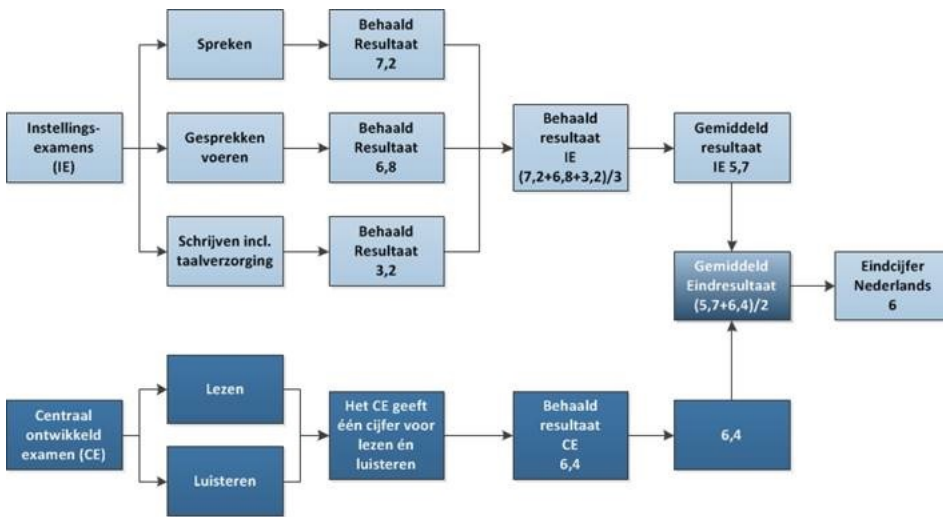 Instellings-
examens
(IE)
Spreken
Behaald
Resultaat
7,2
Gesprekken
voeren
Behaald
Resultaat
6,8
Schrijven incl.
taalverzorging
Behaald
Resultaat
3,2
Behaald
resultaat
IE
(7,2+6,8+3,2)/3
Gemiddeld
resultaat
IE 5,7
Gemiddeld
Eindresultaat
(5,7+6,4)/2
Eindcijfer
Nederlands
6
Centraal
ontwikkeld
examen (CE)
Lezen
Luisteren
Het CE geeft
één cijfer voor
lezen én
luisteren
Behaald
resultaat
CE
6,4
6,4